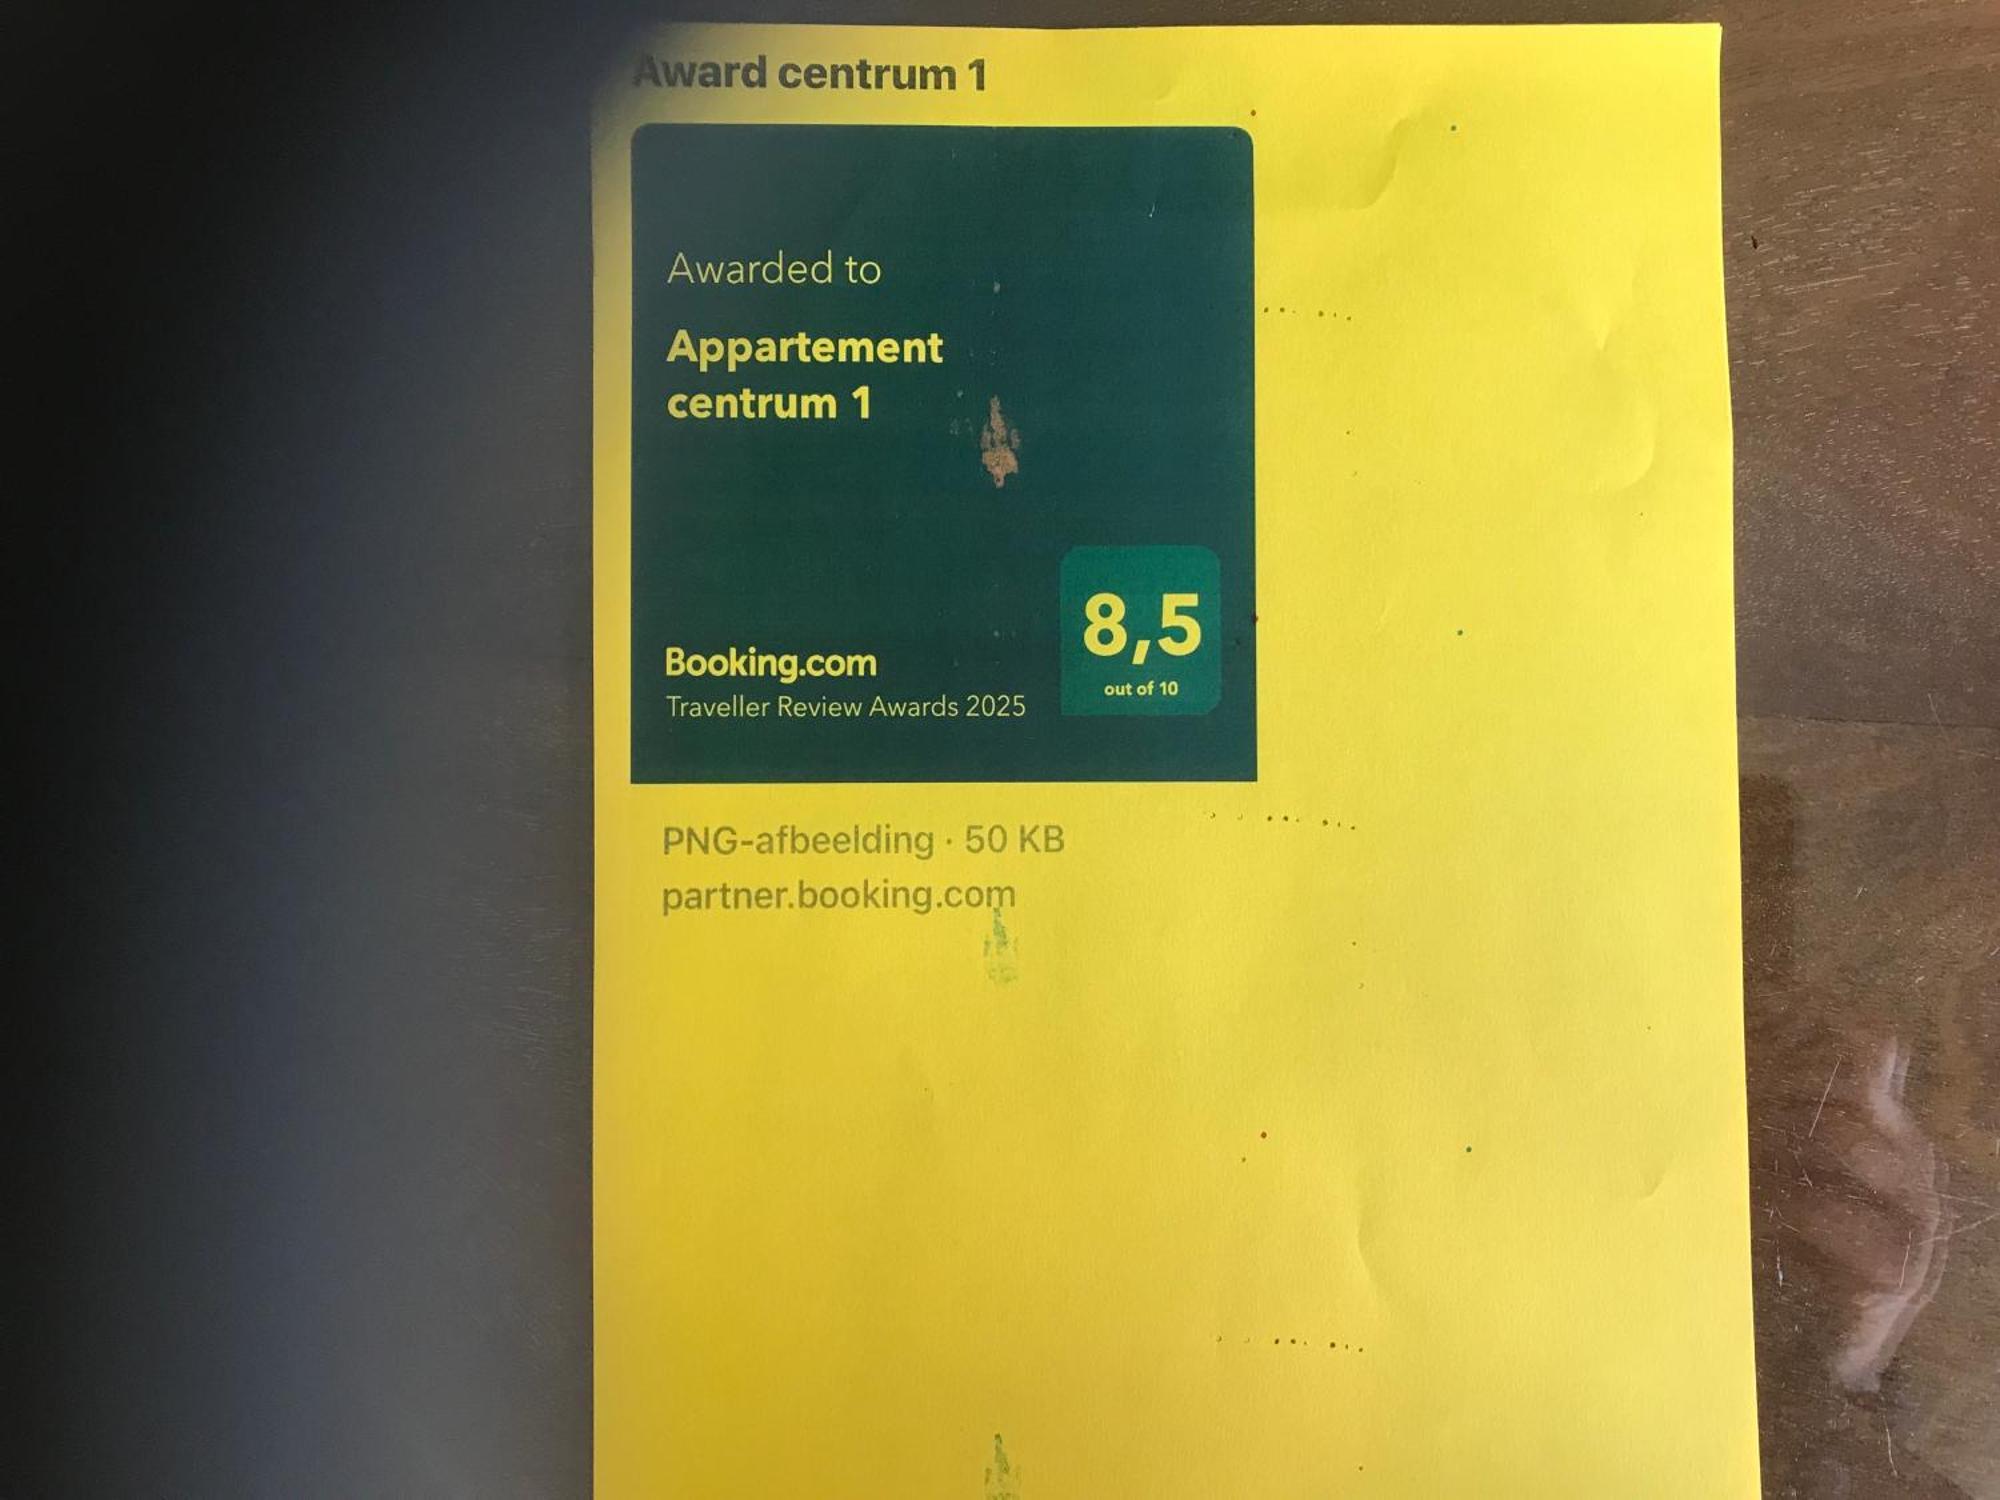 Award centrum 1
Awarded to
Appartement
centrum 1
8,5
out of 10
Booking.com
Traveller Review Awards 2025
PNG-afbeelding · 50 KB
partner.booking.com